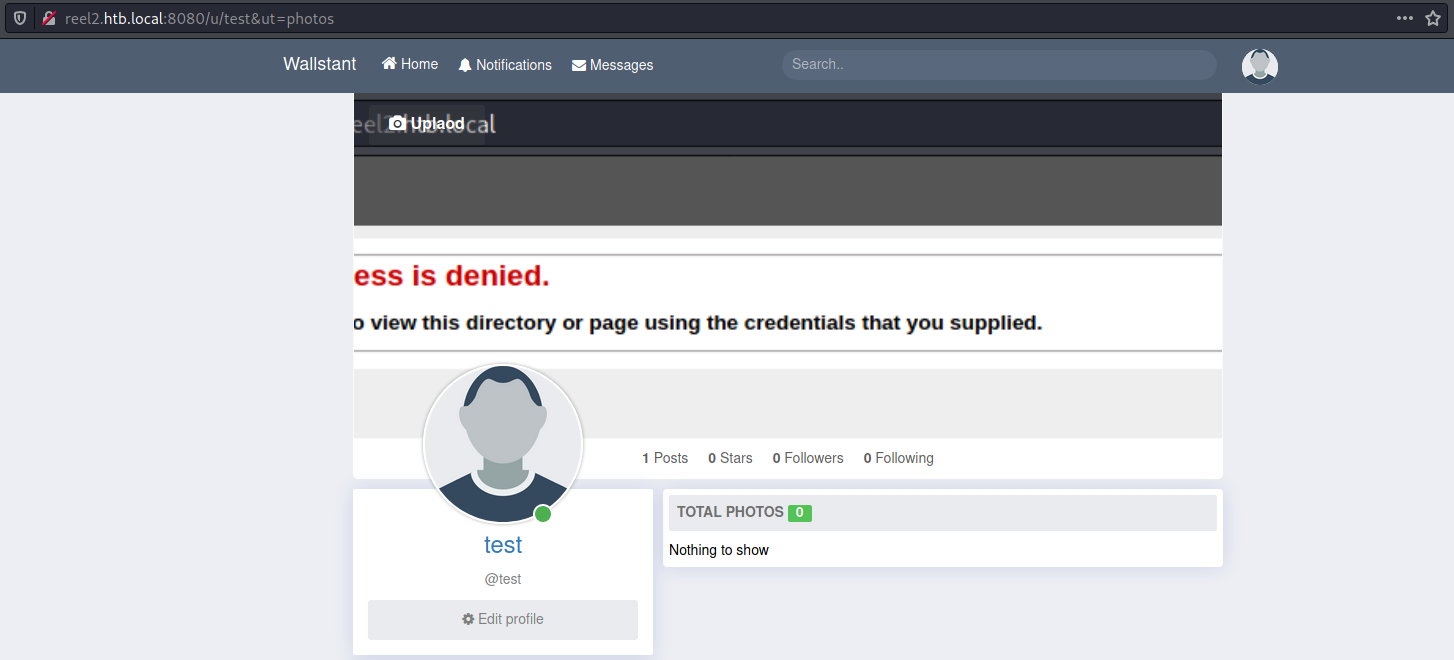 reel2.htb.local:8080/u/test&ut=photos
Wallstant Home Notifications Messages Search..
eel2.htb.local
Uplaod
ess is denied.
o view this directory or page using the credentials that you supplied.
1 Posts 0 Stars 0 Followers 0 Following
TOTAL PHOTOS 0
Nothing to show
test
@test
Edit profile